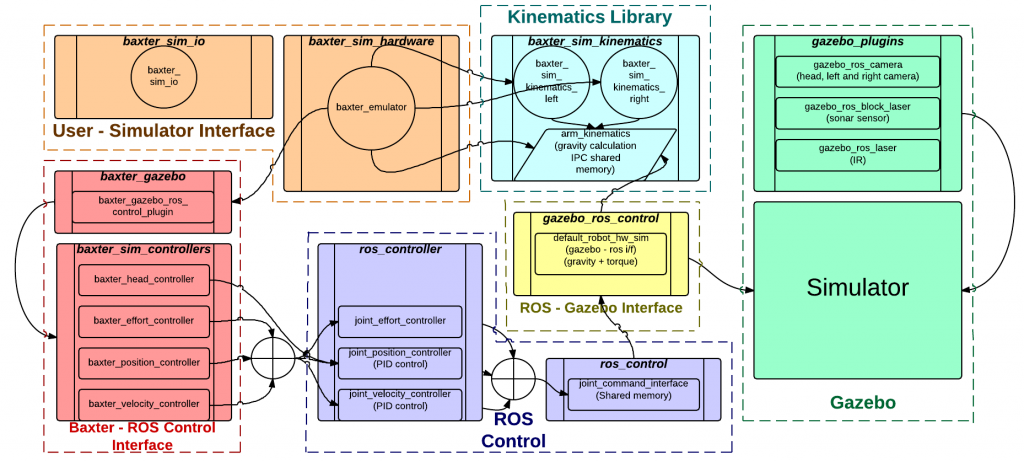 Kinematics Library
baxter_sim_io
baxter_
sim_io
User - Simulator Interface
baxter_sim_hardware
baxter_emulator
baxter_sim_kinematics
baxter_
sim_
kinematics_
left
baxter_
sim_
kinematics_
right
arm_kinematics
(gravity calculation
IPC shared
memory)
gazebo_plugins
gazebo_ros_camera
(head, left and right camera)
gazebo_ros_block_laser
(sonar sensor)
gazebo_ros_laser
(IR)
baxter_gazebo
baxter_gazebo_ros_
control_plugin
baxter_sim_controllers
baxter_head_controller
baxter_effort_controller
baxter_position_controller
baxter_velocity_controller
Baxter - ROS Control
Interface
ros_controller
joint_effort_controller
joint_position_controller
(PID control)
joint_velocity_controller
(PID control)
gazebo_ros_control
default_robot_hw_sim
(gazebo - ros i/f)
(gravity + torque)
ROS - Gazebo Interface
ros_control
joint_command_interface
(Shared memory)
ROS
Control
Simulator
Gazebo